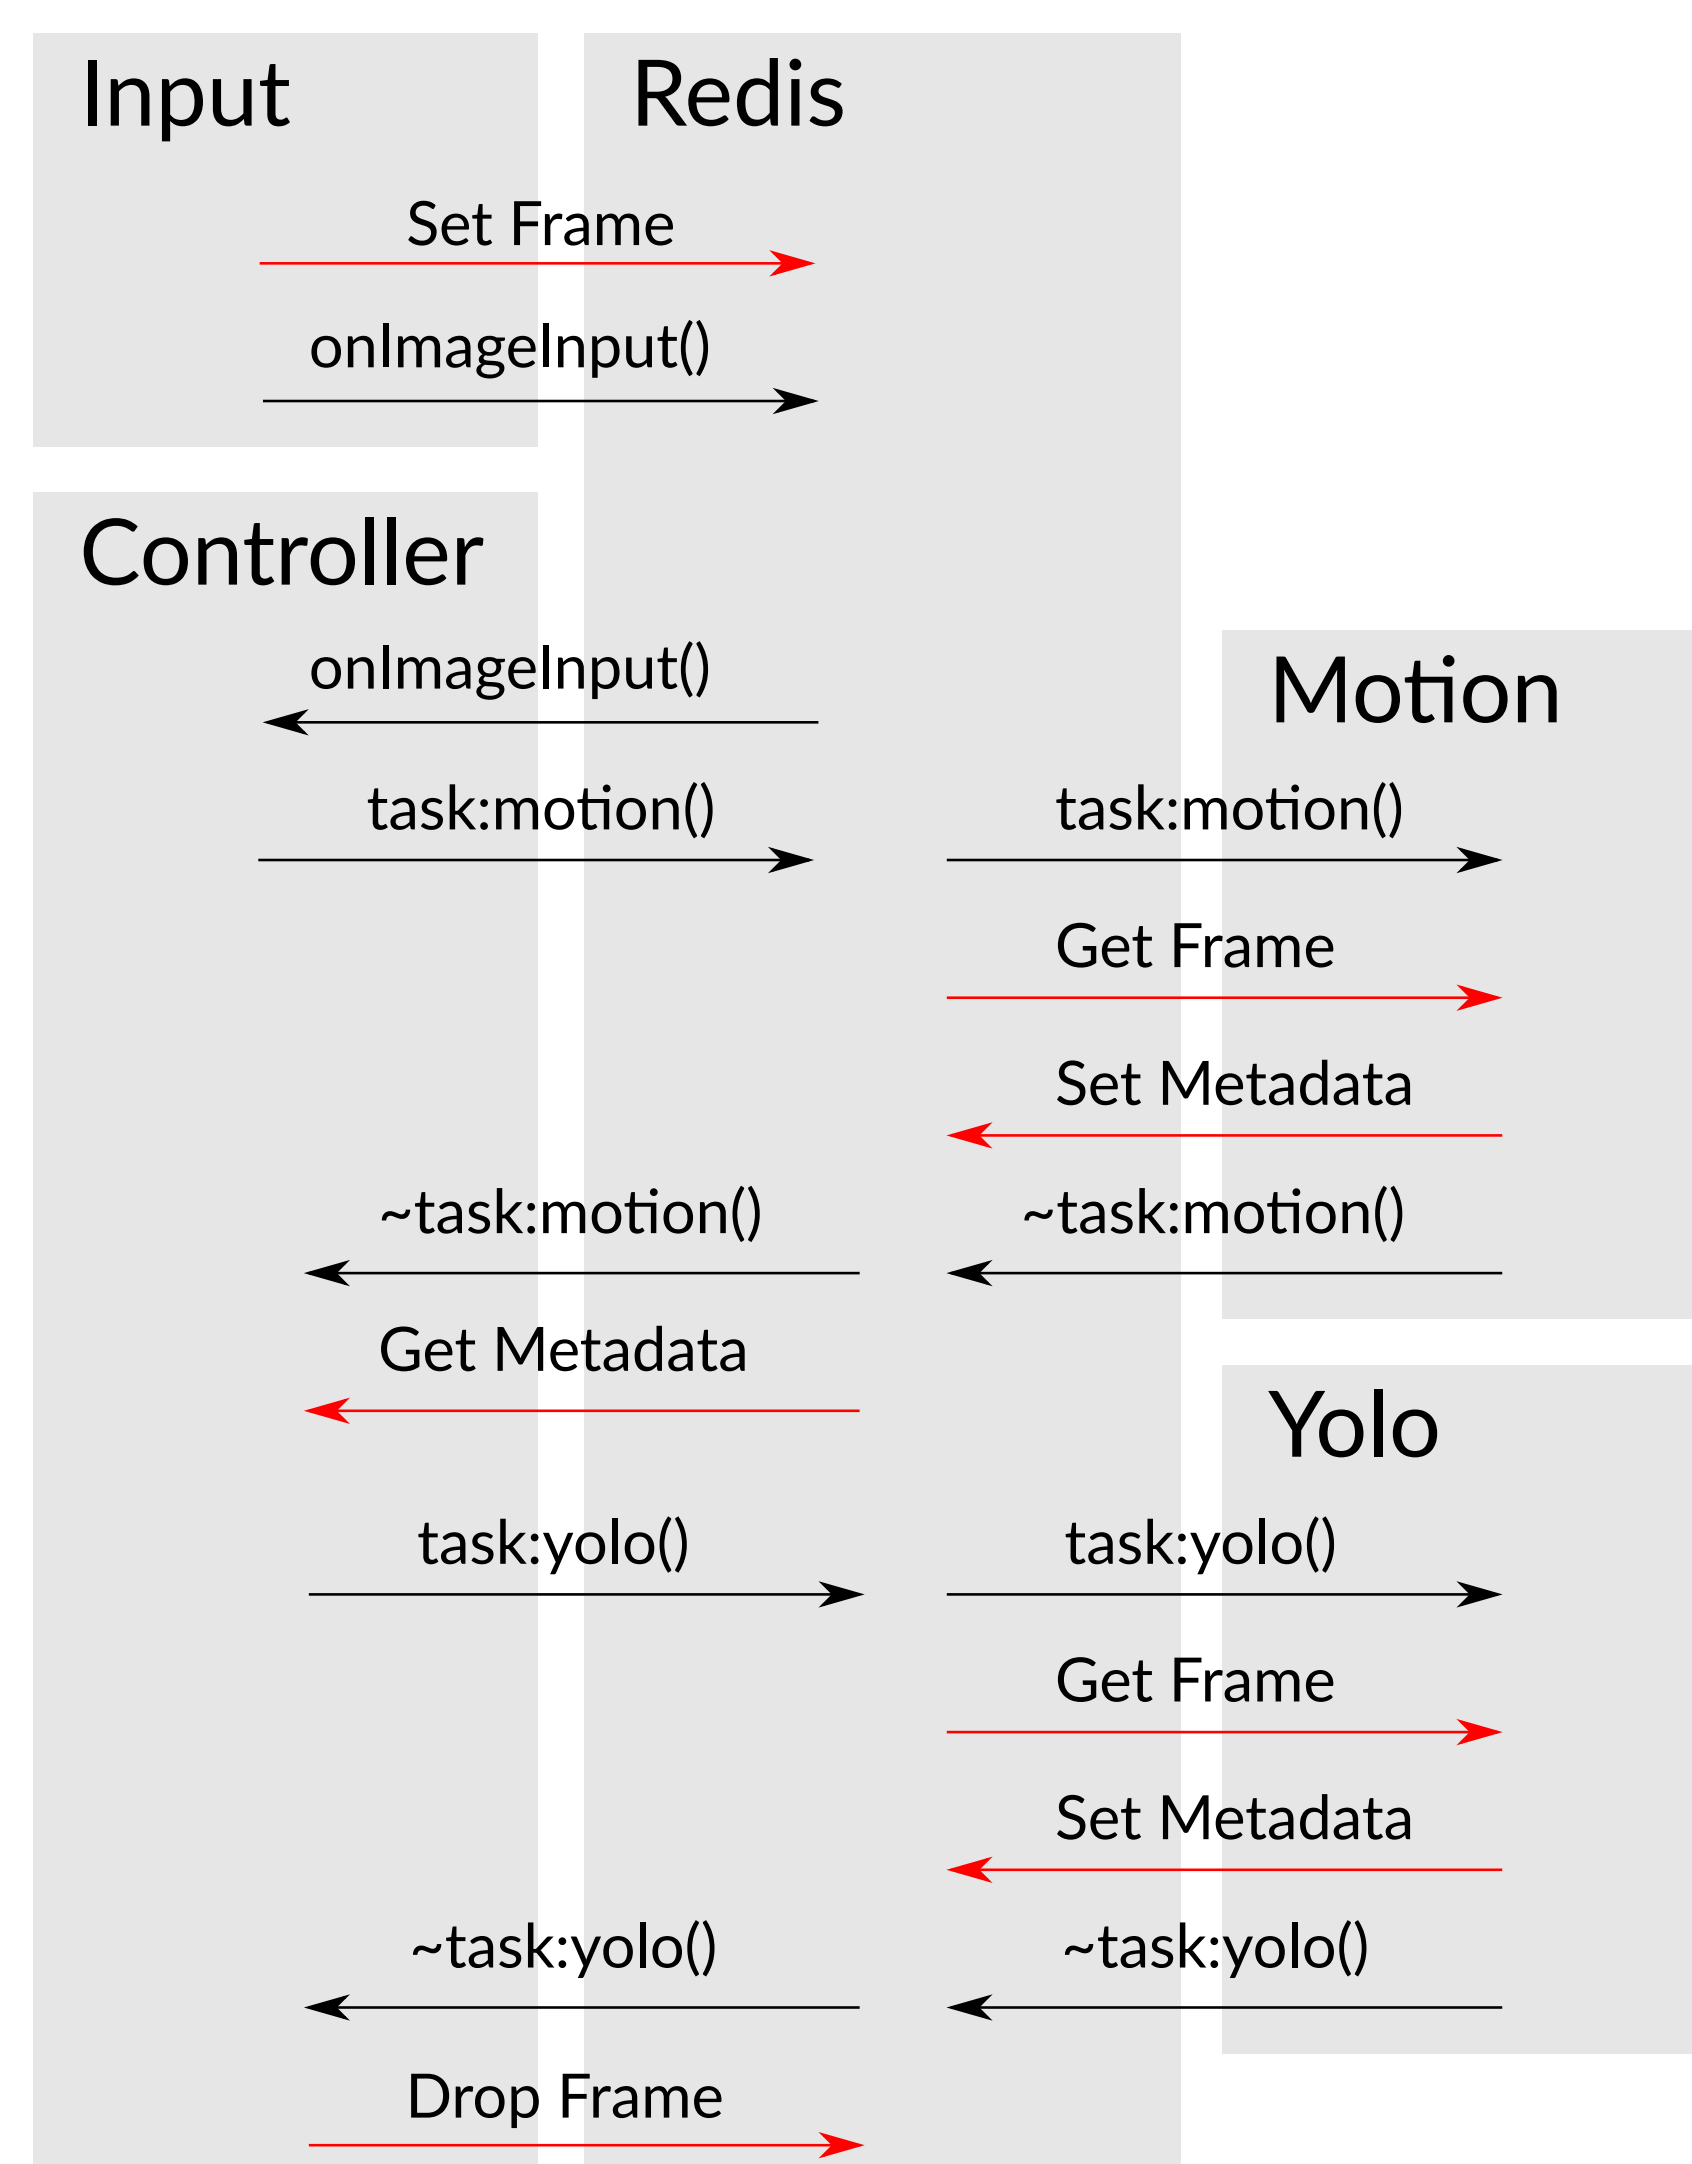 Input
Redis
Set Frame
onImageInput()
Controller
onImageInput()
Motion
task:motion()
task:motion()
Get Frame
Set Metadata
~task:motion()
~task:motion()
Get Metadata
Yolo
task:yolo()
task:yolo()
Get Frame
Set Metadata
~task:yolo()
~task:yolo()
Drop Frame